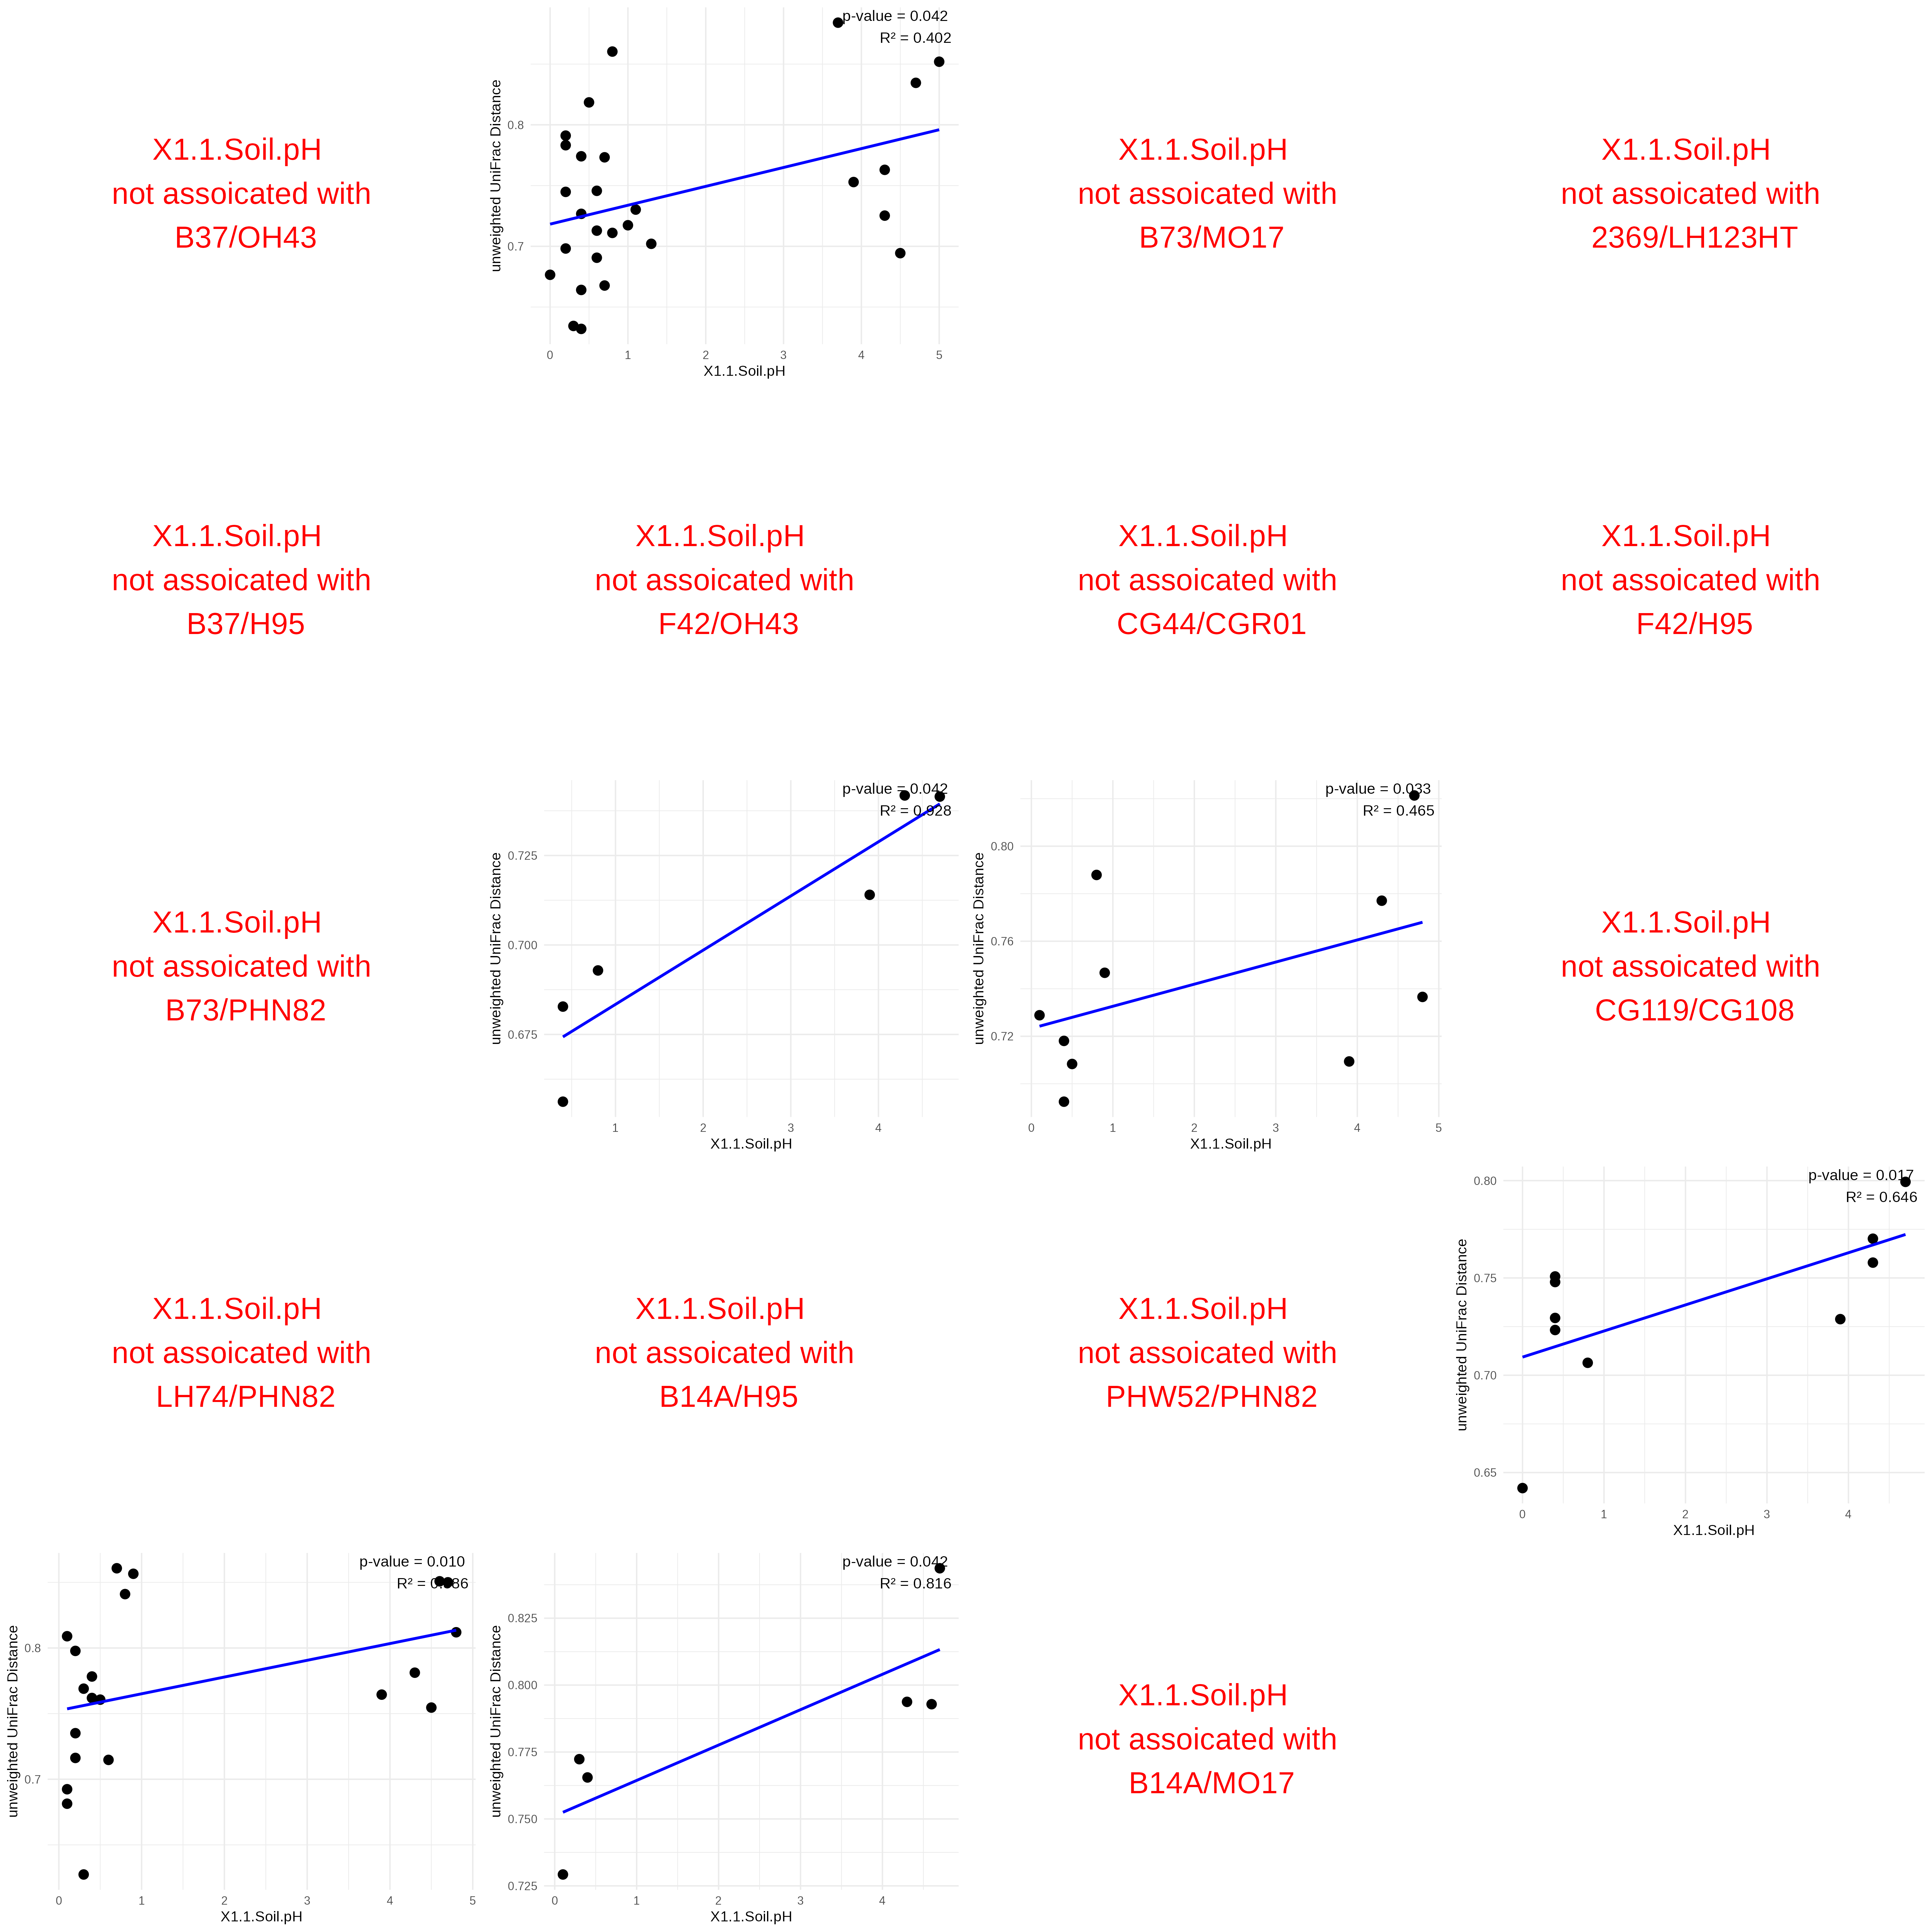 X1.1.Soil.pH
not assoicated with
B37/OH43
p-value = 0.042
R² = 0.402
unweighted UniFrac Distance
0.8
0.7
0 1 2 3 4 5
X1.1.Soil.pH
X1.1.Soil.pH
not assoicated with
B73/MO17
X1.1.Soil.pH
not assoicated with
2369/LH123HT
X1.1.Soil.pH
not assoicated with
B37/H95
X1.1.Soil.pH
not assoicated with
F42/OH43
X1.1.Soil.pH
not assoicated with
CG44/CGR01
X1.1.Soil.pH
not assoicated with
F42/H95
X1.1.Soil.pH
not assoicated with
B73/PHN82
p-value = 0.042
R² = 0.928
unweighted UniFrac Distance
0.725
0.700
0.675
1 2 3 4
X1.1.Soil.pH
p-value = 0.033
R² = 0.465
unweighted UniFrac Distance
0.80
0.76
0.72
0 1 2 3 4 5
X1.1.Soil.pH
X1.1.Soil.pH
not assoicated with
CG119/CG108
X1.1.Soil.pH
not assoicated with
LH74/PHN82
X1.1.Soil.pH
not assoicated with
B14A/H95
X1.1.Soil.pH
not assoicated with
PHW52/PHN82
p-value = 0.017
R² = 0.646
unweighted UniFrac Distance
0.80
0.75
0.70
0.65
0 1 2 3 4
X1.1.Soil.pH
p-value = 0.010
R² =
unweighted UniFrac Distance
0.8
0.7
0 1 2 3 4 5
X1.1.Soil.pH
p-value = 0.042
R² = 0.816
unweighted UniFrac Distance
0.825
0.800
0.775
0.750
0.725
0 1 2 3 4
X1.1.Soil.pH
X1.1.Soil.pH
not assoicated with
B14A/MO17